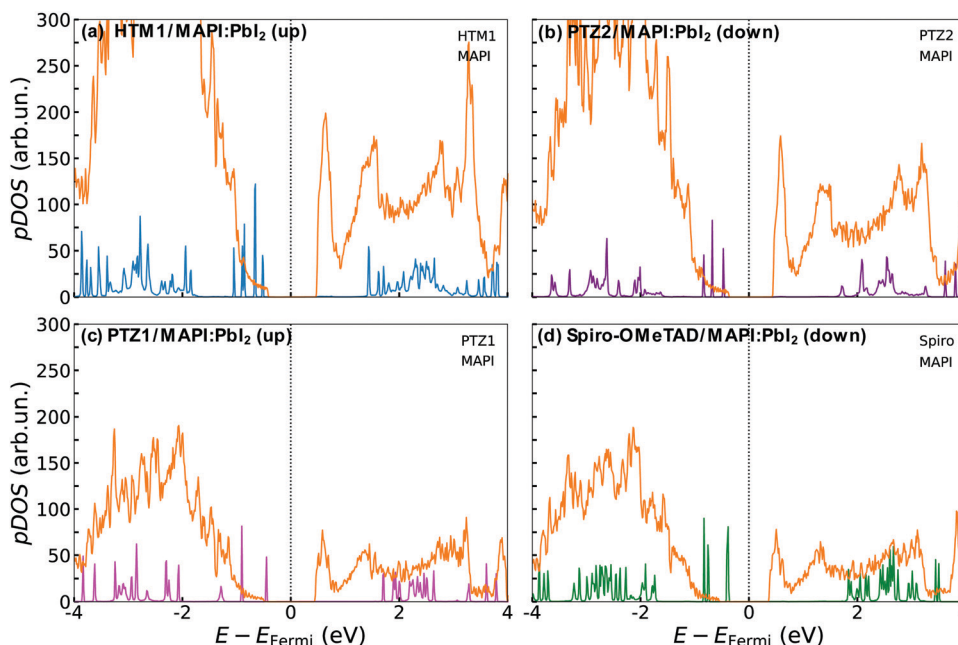 (a) HTM1/MAPI:PbI₂ (up)
HTM1
MAPI
(b) PTZ2/MAPI:PbI₂ (down)
PTZ2
MAPI
pDOS (arb.un.)
300
250
200
150
100
50
0
(c) PTZ1/MAPI:PbI₂ (up)
PTZ1
MAPI
(d) Spiro-OMeTAD/MAPI:PbI₂ (down)
Spiro
MAPI
pDOS (arb.un.)
300
250
200
150
100
50
0
-4 -2 0 2 4
-4 -2 0 2
E − E_Fermi (eV)
E − E_Fermi (eV)